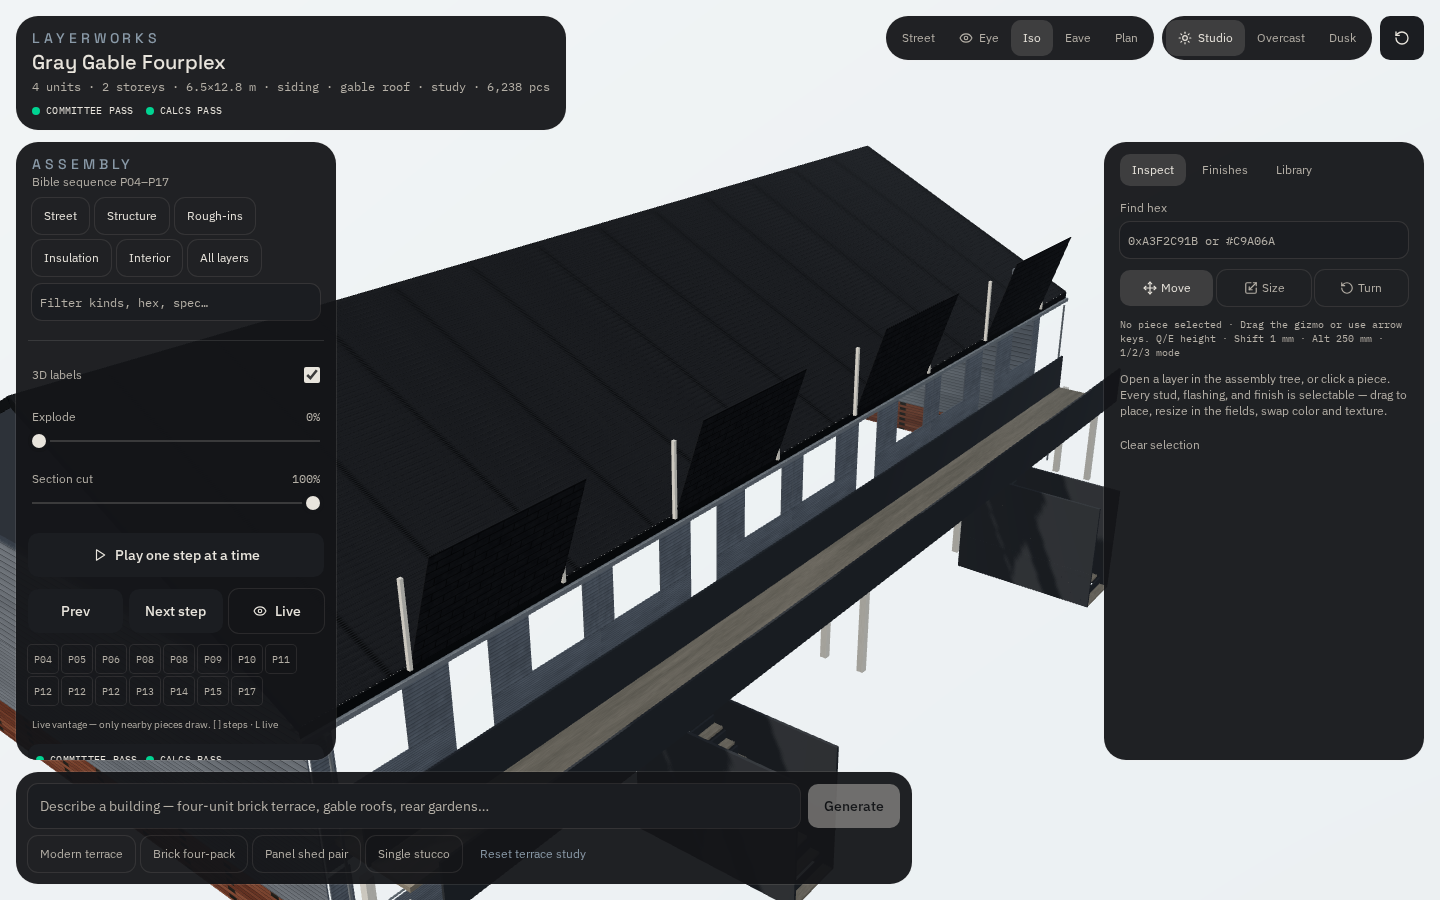 LAYERWORKS
Gray Gable Fourplex
4 units · 2 storeys · 6.5×12.8 m · siding · gable roof · study · 6,238 pcs
COMMITTEE PASS CALCS PASS
Street Eye Iso Eave Plan
Studio Overcast Dusk
ASSEMBLY
Bible sequence P04–P17
Street Structure Rough-ins
Insulation Interior All layers
Filter kinds, hex, spec…
3D labels
Explode 0%
Section cut 100%
Play one step at a time
Prev Next step Live
P04 P05 P06 P08 P08 P09 P10 P11
P12 P12 P12 P13 P14 P15 P17
Live vantage — only nearby pieces draw. [ ] steps · L live
COMMITTEE PASS CALCS PASS
Inspect Finishes Library
Find hex
0xA3F2C91B or #C9A06A
Move Size Turn
No piece selected · Drag the gizmo or use arrow
keys. Q/E height · Shift 1 mm · Alt 250 mm ·
1/2/3 mode
Open a layer in the assembly tree, or click a piece.
Every stud, flashing, and finish is selectable — drag to
place, resize in the fields, swap color and texture.
Clear selection
Describe a building — four-unit brick terrace, gable roofs, rear gardens…
Generate
Modern terrace Brick four-pack Panel shed pair Single stucco Reset terrace study